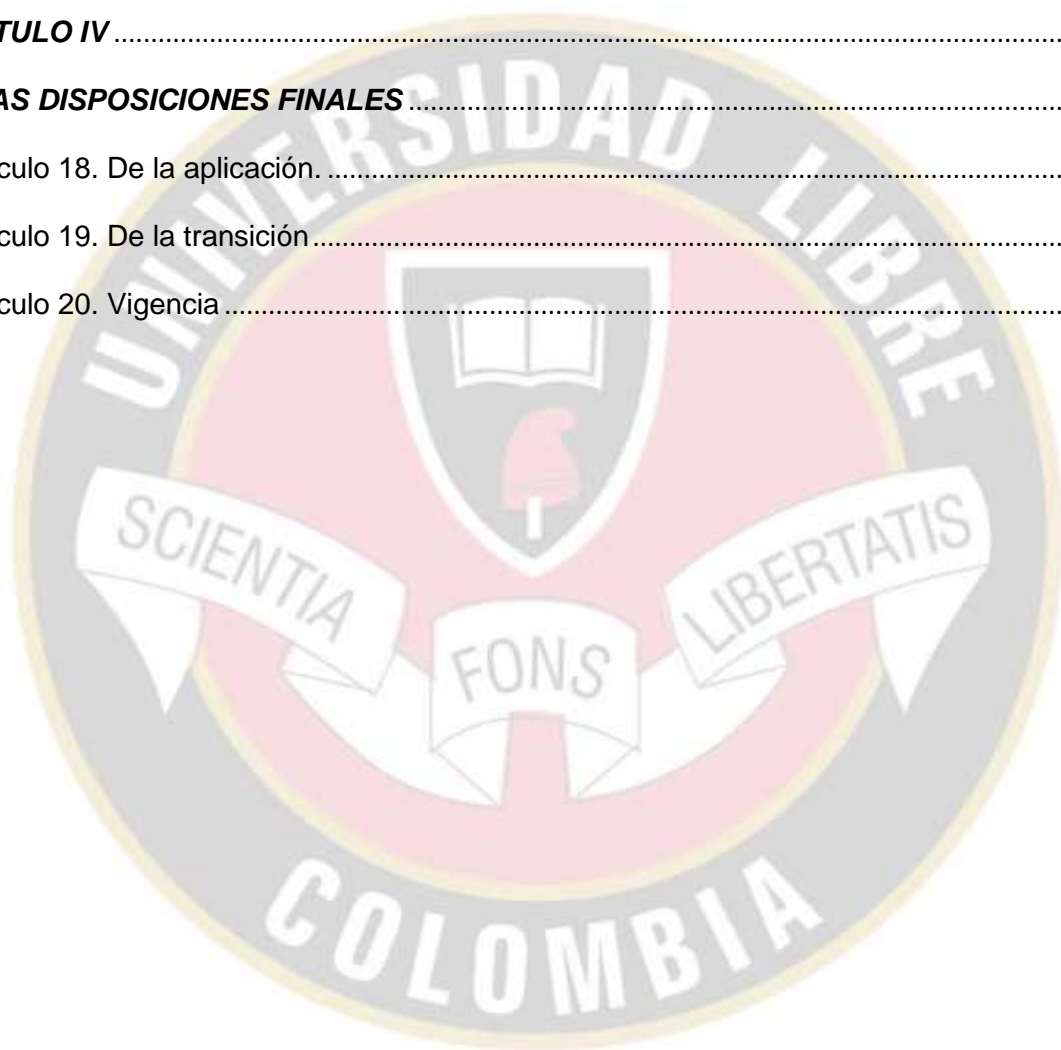 TULO IV
AS DISPOSICIONES FINALES
culo 18. De la aplicación.
culo 19. De la transición
culo 20. Vigencia
UNIVERSIDAD LIBRE
SCIENTIA FONS LIBERTATIS
COLOMBIA